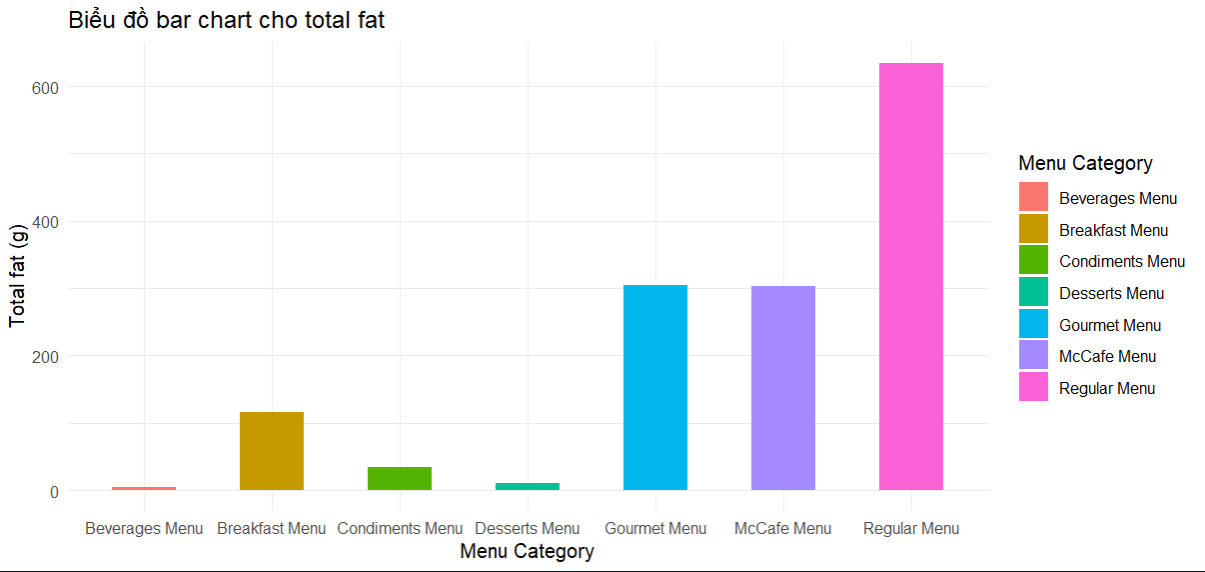 Biểu đồ bar chart cho total fat
Total fat (g)
600
400
200
0
Beverages Menu
Breakfast Menu
Condiments Menu
Desserts Menu
Gourmet Menu
McCafe Menu
Regular Menu
Menu Category
Menu Category
Beverages Menu
Breakfast Menu
Condiments Menu
Desserts Menu
Gourmet Menu
McCafe Menu
Regular Menu